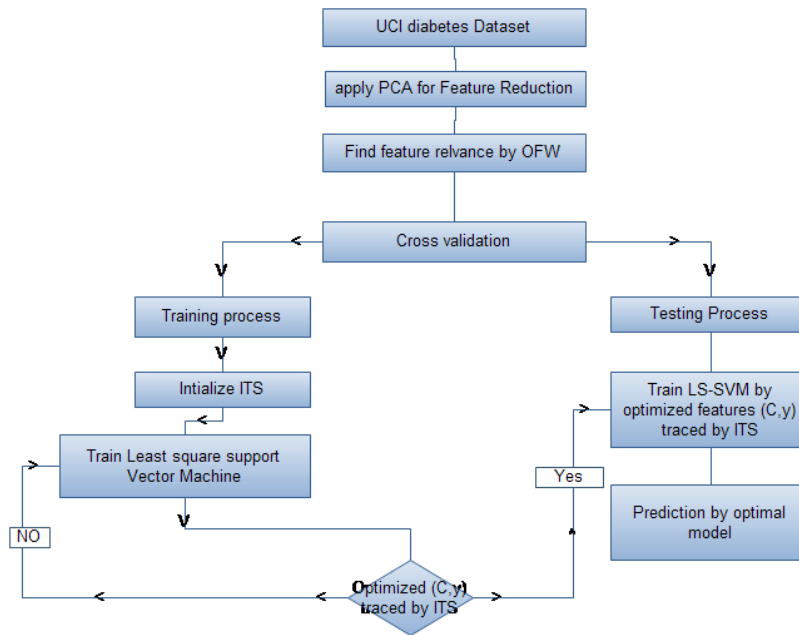 UCI diabetes Dataset
apply PCA for Feature Reduction
Find feature relvance by OFW
Cross validation
Training process
Testing Process
Intialize ITS
Train LS-SVM by
optimized features (C,y)
traced by ITS
Train Least square support
Vector Machine
Yes
NO
Prediction by optimal
model
Optimized (C,y)
traced by ITS